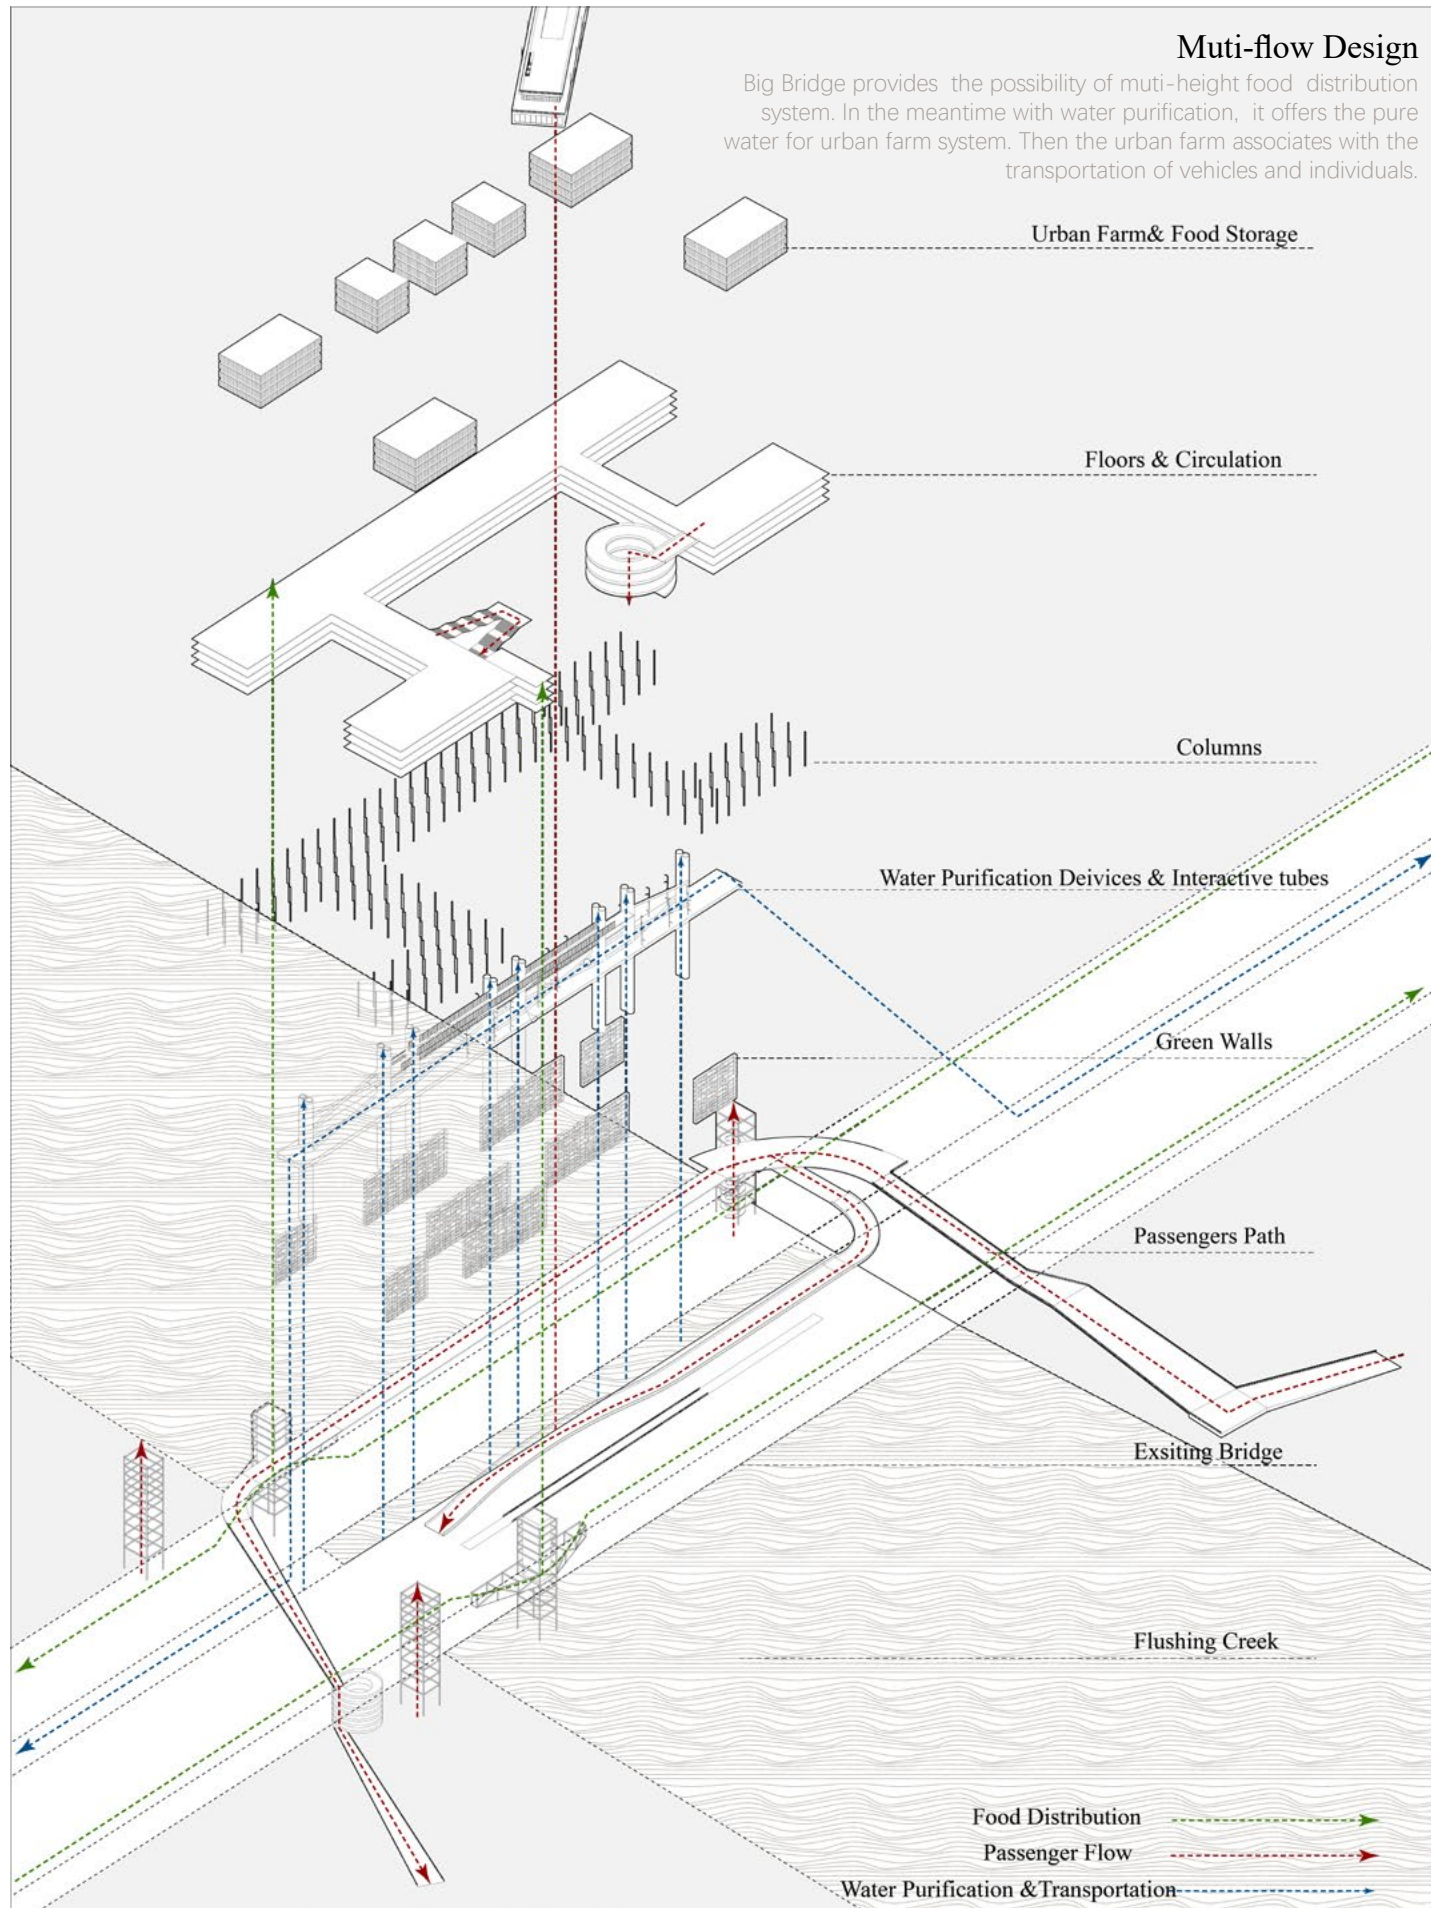 Muti-flow Design
Big Bridge provides the possibility of muti-height food distribution
system. In the meantime with water purification, it offers the pure
water for urban farm system. Then the urban farm associates with the
transportation of vehicles and individuals.
Urban Farm& Food Storage
Floors & Circulation
Columns
Water Purification Deivices & Interactive tubes
Green Walls
Passengers Path
Exsiting Bridge
Flushing Creek
Food Distribution
Passenger Flow
Water Purification &Transportation